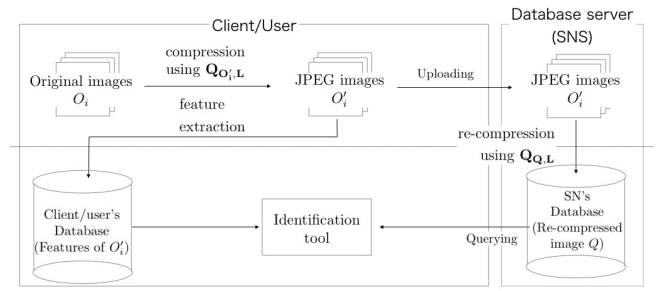 Client/User
Database server
(SNS)
Original images
O_i
compression
using Q_{O'_i,L}
JPEG images
O'_i
Uploading
JPEG images
O'_i
feature
extraction
re-compression
using Q_{Q,L}
Client/user's
Database
(Features of O'_i)
Identification
tool
Querying
SN's
Database
(Re-compressed
image Q)